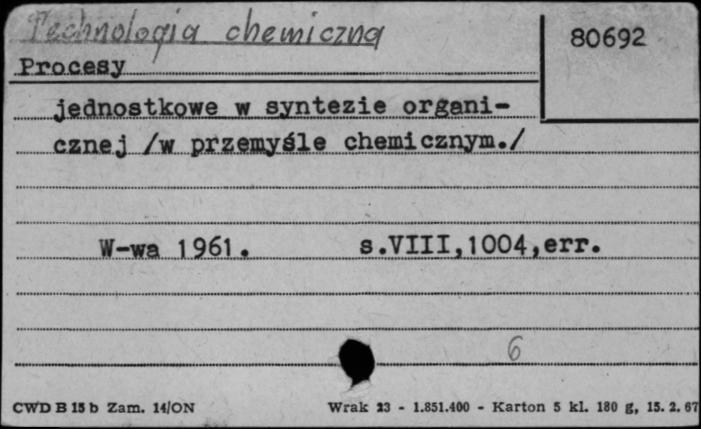 Technologia chemiczna
80692
Procesy
jednostkowe w syntezie organi-
cznej /w przemyśle chemicznym./
W-wa 1961. s.VIII,1004,err.
6
CWD B 15 b Zam. 14/ON Wrak 23 - 1.851.400 - Karton 5 kl. 180 g, 15. 2. 67